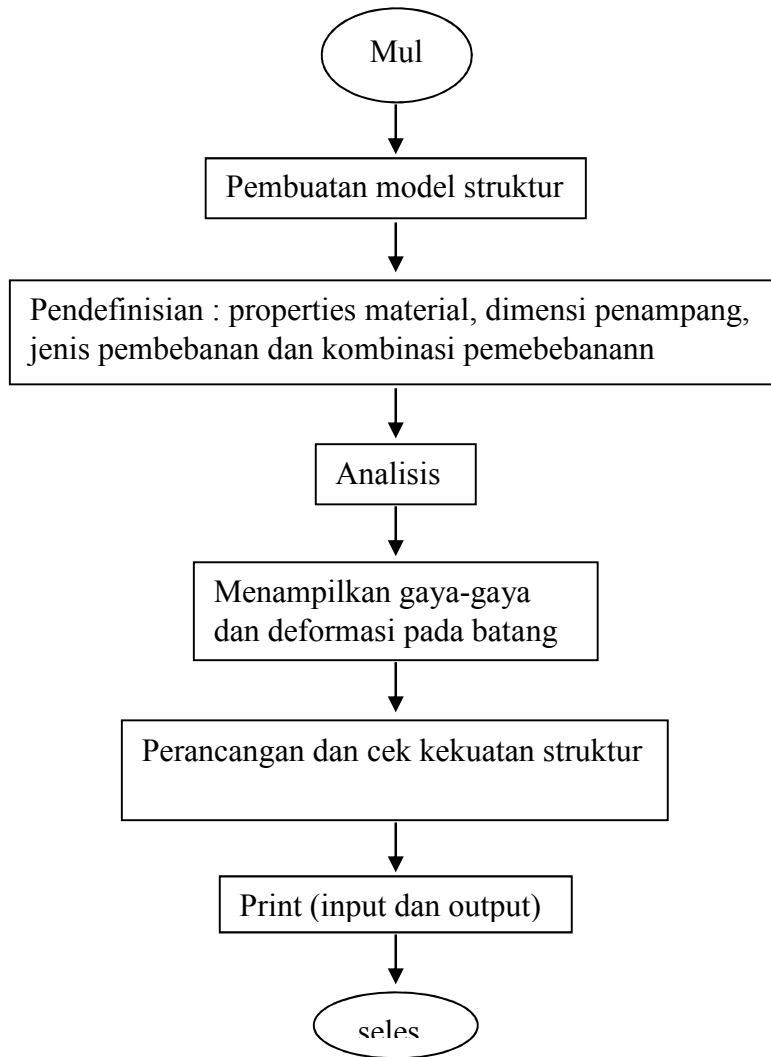 Mul
Pembuatan model struktur
Pendefinisian : properties material, dimensi penampang,
jenis pembebanan dan kombinasi pemebebanann
Analisis
Menampilkan gaya-gaya
dan deformasi pada batang
Perancangan dan cek kekuatan struktur
Print (input dan output)
seles